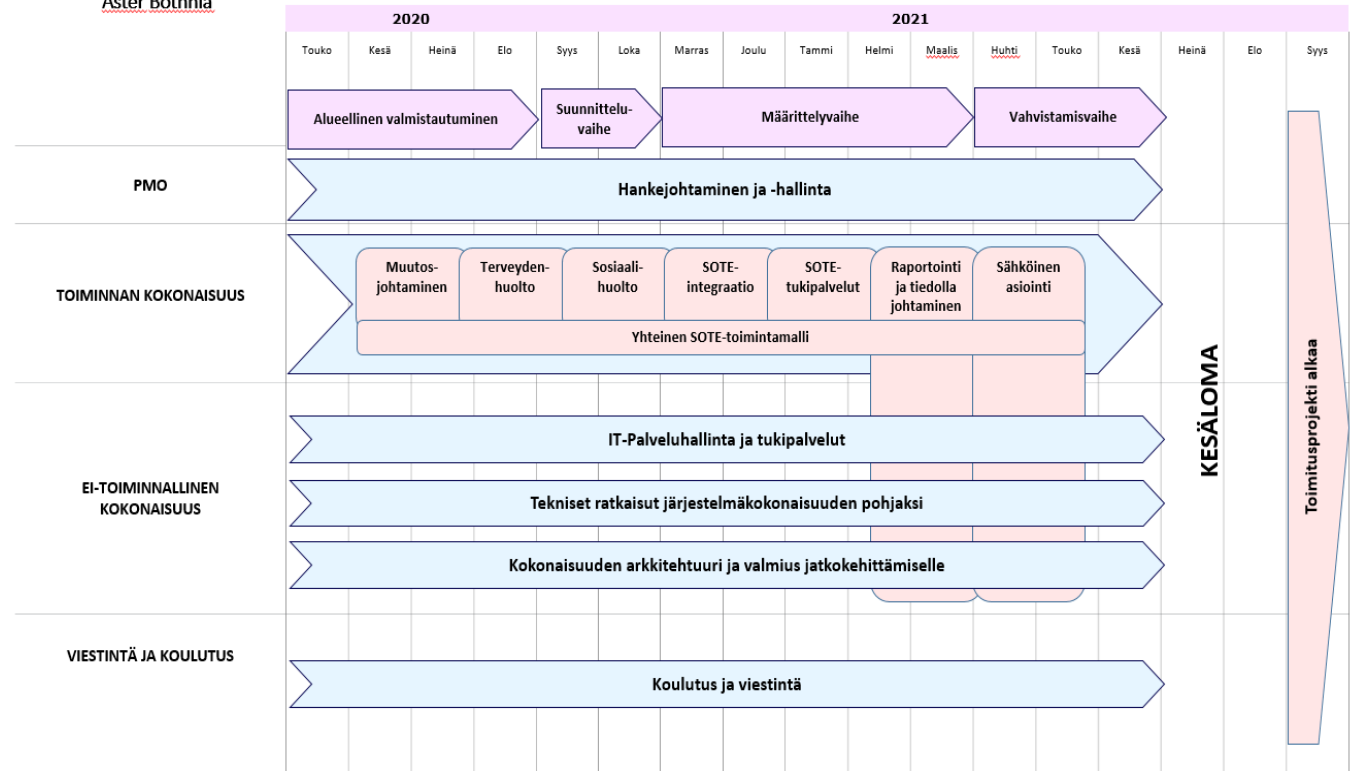 Aster Bothnia
2020
2021
Touko
Kesä
Heinä
Elo
Syys
Loka
Marras
Joulu
Tammi
Helmi
Maalis
Huhti
Touko
Kesä
Heinä
Elo
Syys
Alueellinen valmistautuminen
Suunnittelu-
vaihe
Määrittelyvaihe
Vahvistamisvaihe
PMO
Hankejohtaminen ja -hallinta
TOIMINNAN KOKONAISUUS
Muutos-
johtaminen
Terveyden-
huolto
Sosiaali-
huolto
SOTE-
integraatio
SOTE-
tukipalvelut
Raportointi
ja tiedolla
johtaminen
Sähköinen
asiointi
Yhteinen SOTE-toimintamalli
EI-TOIMINNALLINEN
KOKONAISUUS
IT-Palveluhallinta ja tukipalvelut
Tekniset ratkaisut järjestelmäkokonaisuuden pohjaksi
Kokonaisuuden arkkitehtuuri ja valmius jatkokehittämiselle
VIESTINTÄ JA KOULUTUS
Koulutus ja viestintä
KESÄLOMA
Toimitusprojekti alkaa